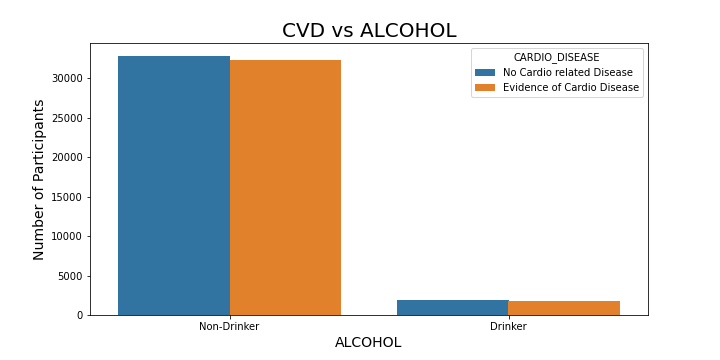 CVD vs ALCOHOL
CARDIO_DISEASE
No Cardio related Disease
Evidence of Cardio Disease
Number of Participants
30000
25000
20000
15000
10000
5000
0
Non-Drinker
Drinker
ALCOHOL